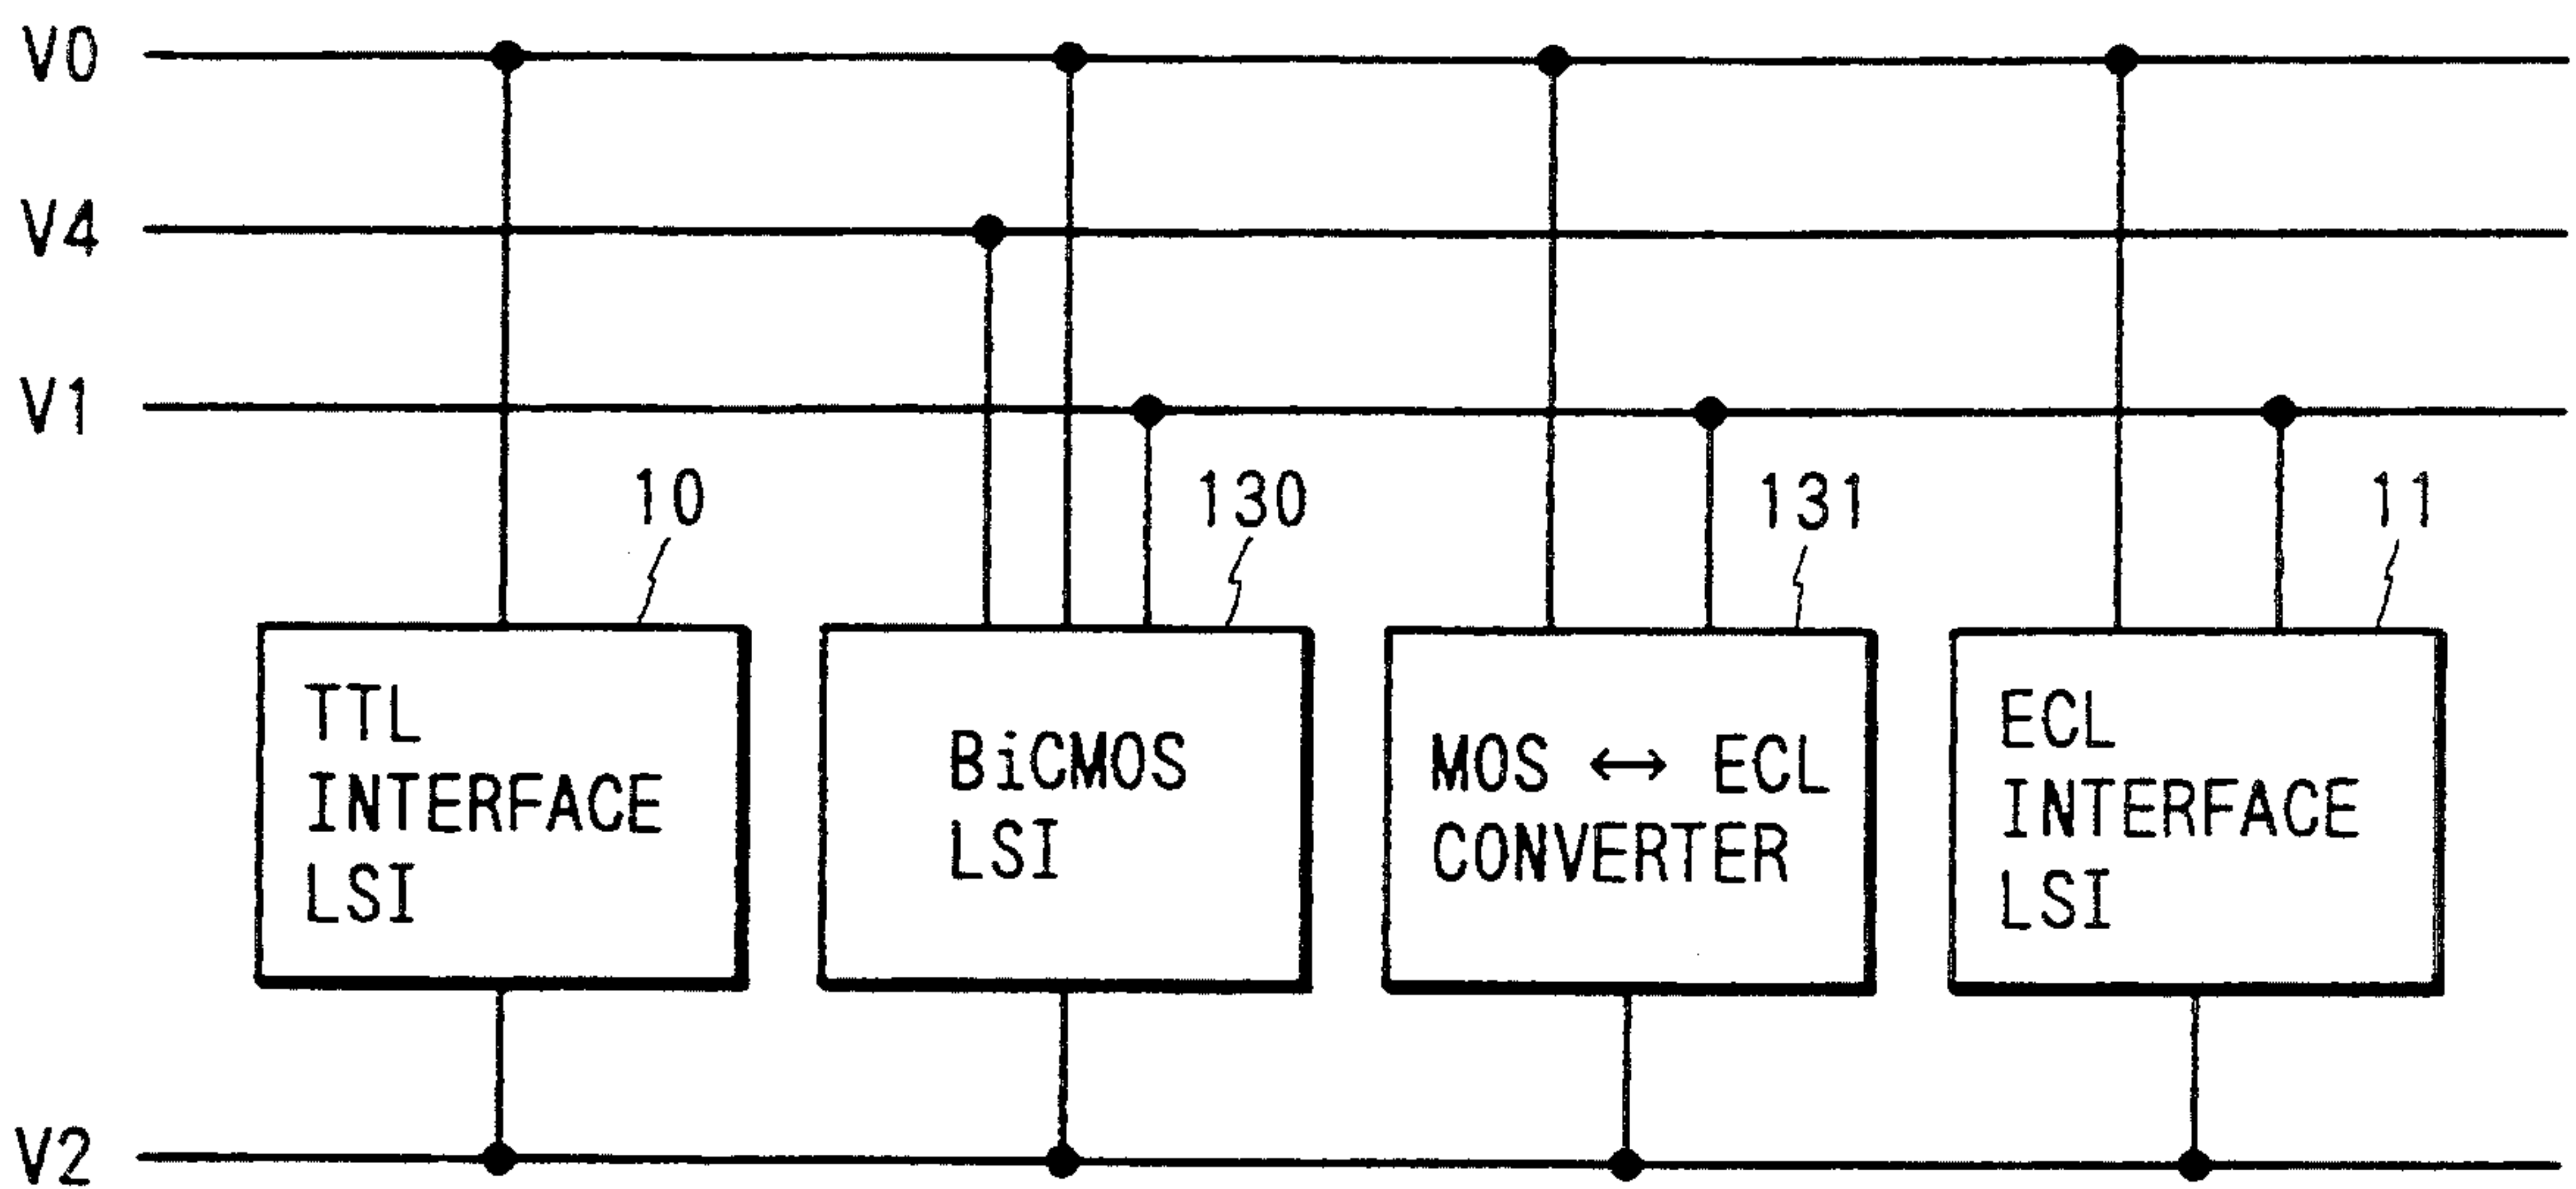 V0
V4
V1
10
130
131
11
TTL
INTERFACE
LSI
BiCMOS
LSI
MOS ↔ ECL
CONVERTER
ECL
INTERFACE
LSI
V2